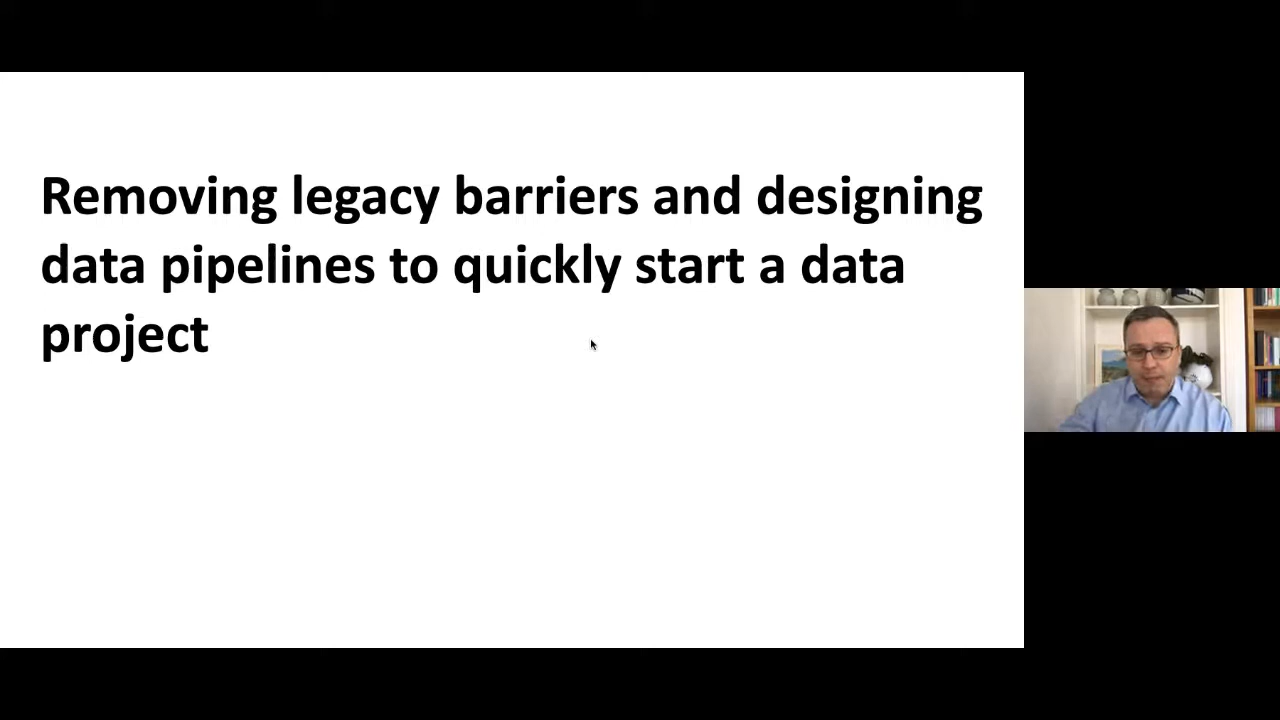 Removing legacy barriers and designing
data pipelines to quickly start a data
project